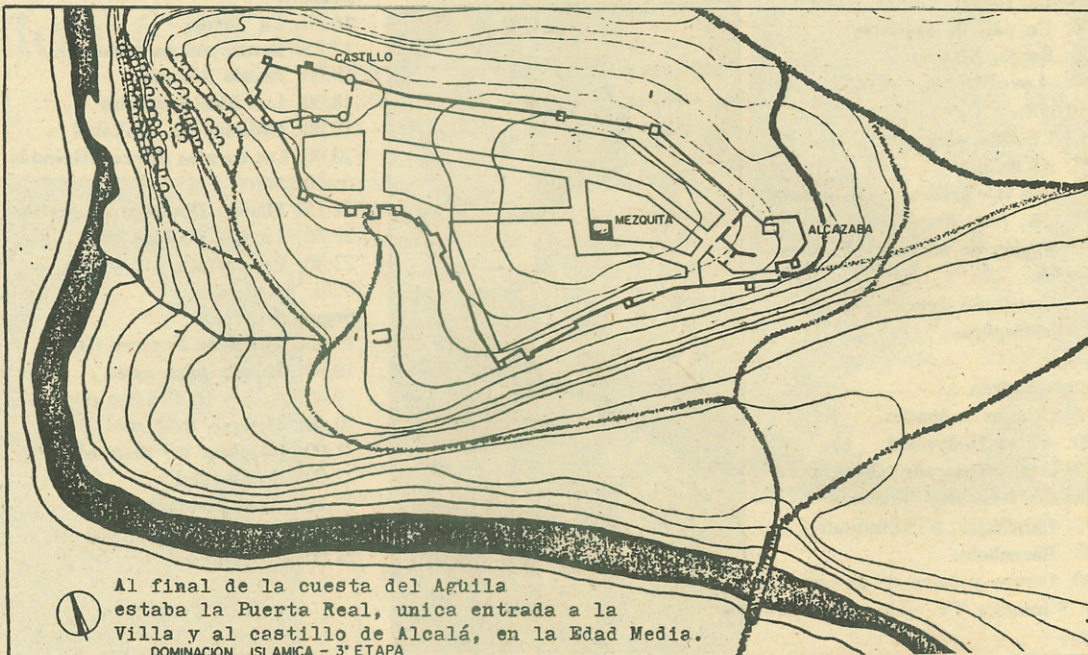 CASTILLO
MEZQUITA
ALCAZABA
Al final de la cuesta del Aguila
estaba la Puerta Real, unica entrada a la
Villa y al castillo de Alcalá, en la Edad Media.
DOMINACION ISLAMICA - 3ª ETAPA